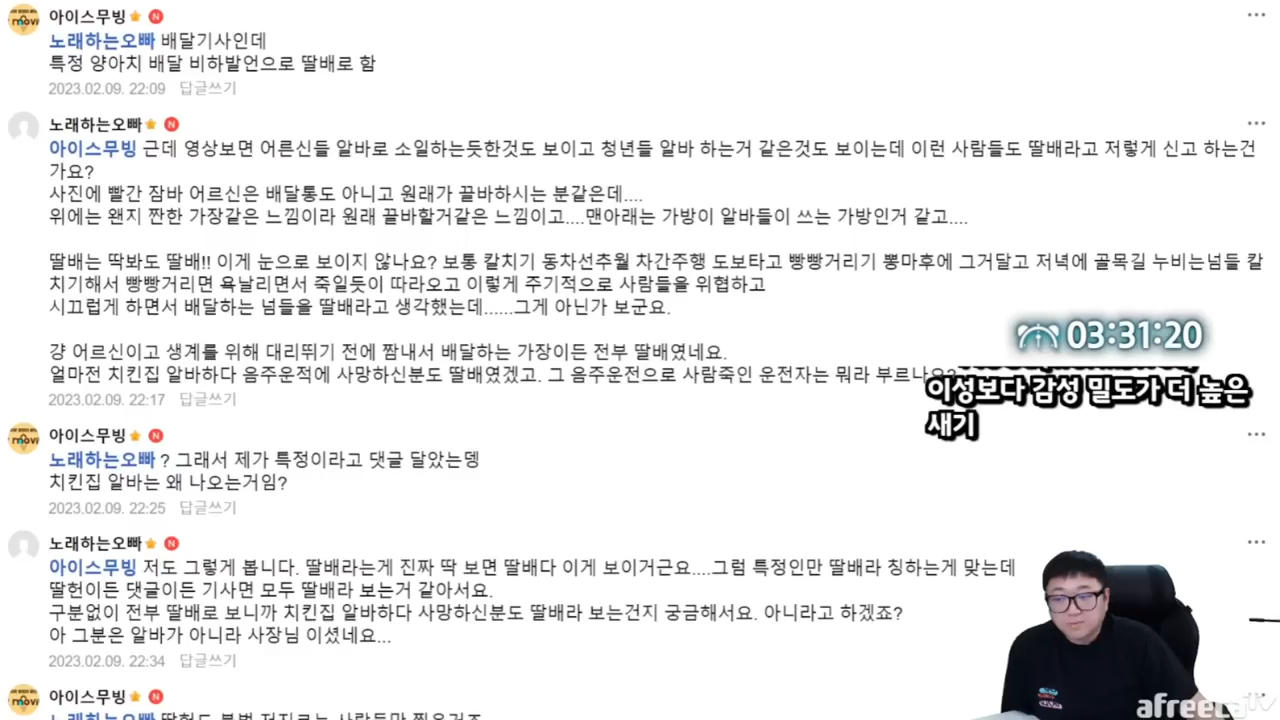 아이스무빙 N
노래하는오빠 배달기사인데
특정 양아치 배달 비하발언으로 딸배로 함
2023.02.09. 22:09 답글쓰기
노래하는오빠 N
아이스무빙 근데 영상보면 어른신들 알바로 소일하는듯한것도 보이고 청년들 알바 하는거 같은것도 보이는데 이런 사람들도 딸배라고 저렇게 신고 하는건
가요?
사진에 빨간 잠바 어르신은 배달통도 아니고 원래가 끌바하시는 분같은데....
위에는 왠지 짠한 가장같은 느낌이라 원래 끌바할거같은 느낌이고....맨아래는 가방이 알바들이 쓰는 가방인거 같고....
딸배는 딱봐도 딸배!! 이게 눈으로 보이지 않나요? 보통 칼치기 동차선추월 차간주행 도보타고 빵빵거리기 뽕마후에 그거달고 저녁에 골목길 누비는넘들 칼
치기해서 빵빵거리면 욕날리면서 죽일듯이 따라오고 이렇게 주기적으로 사람들을 위협하고
시끄럽게 하면서 배달하는 넘들을 딸배라고 생각했는데......그게 아닌가 보군요.
걍 어르신이고 생계를 위해 대리뛰기 전에 짬내서 배달하는 가장이든 전부 딸배였네요.
얼마전 치킨집 알바하다 음주운적에 사망하신분도 딸배였겠고. 그 음주운전으로 사람죽인 운전자는 뭐라 부르나요?
2023.02.09. 22:17 답글쓰기
03:31:20
이성보다 감성 밀도가 더 높은
새기
아이스무빙 N
노래하는오빠 ? 그래서 제가 특정이라고 댓글 달았는뎅
치킨집 알바는 왜 나오는거임?
2023.02.09. 22:25 답글쓰기
노래하는오빠 N
아이스무빙 저도 그렇게 봅니다. 딸배라는게 진짜 딱 보면 딸배다 이게 보이거근요....그럼 특정인만 딸배라 칭하는게 맞는데
딸헌이든 댓글이든 기사면 모두 딸배라 보는거 같아서요.
구분없이 전부 딸배로 보니까 치킨집 알바하다 사망하신분도 딸배라 보는건지 궁금해서요. 아니라고 하겠죠?
아 그분은 알바가 아니라 사장님 이셨네요...
2023.02.09. 22:34 답글쓰기
아이스무빙 N
노래하는오빠
afreecaTV